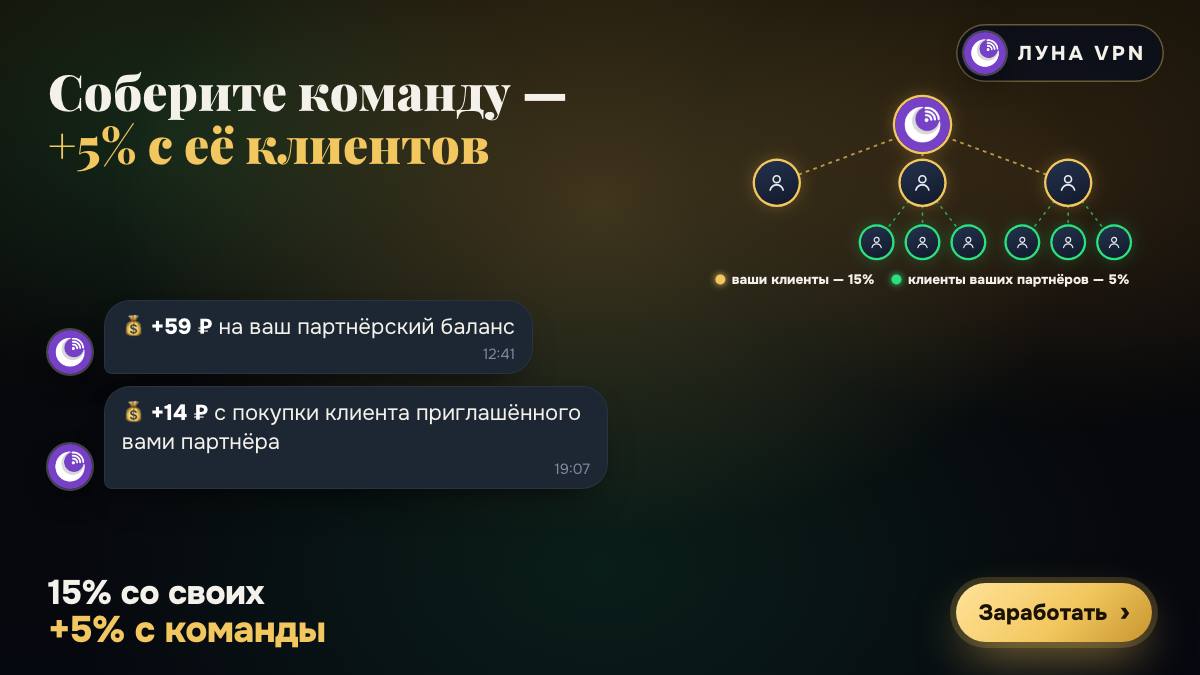 ЛУНА VPN
Соберите команду —
+5% с её клиентов
ваши клиенты — 15%
клиенты ваших партнёров — 5%
+59 ₽ на ваш партнёрский баланс
12:41
+14 ₽ с покупки клиента приглашённого
вами партнёра
19:07
15% со своих
+5% с команды
Заработать ›